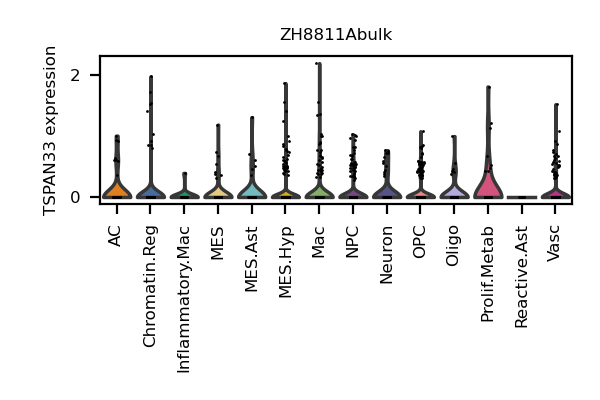 ZH8811Abulk
TSPAN33 expression
2
0
AC
Chromatin.Reg
Inflammatory.Mac
MES
MES.Ast
MES.Hyp
Mac
NPC
Neuron
OPC
Oligo
Prolif.Metab
Reactive.Ast
Vasc